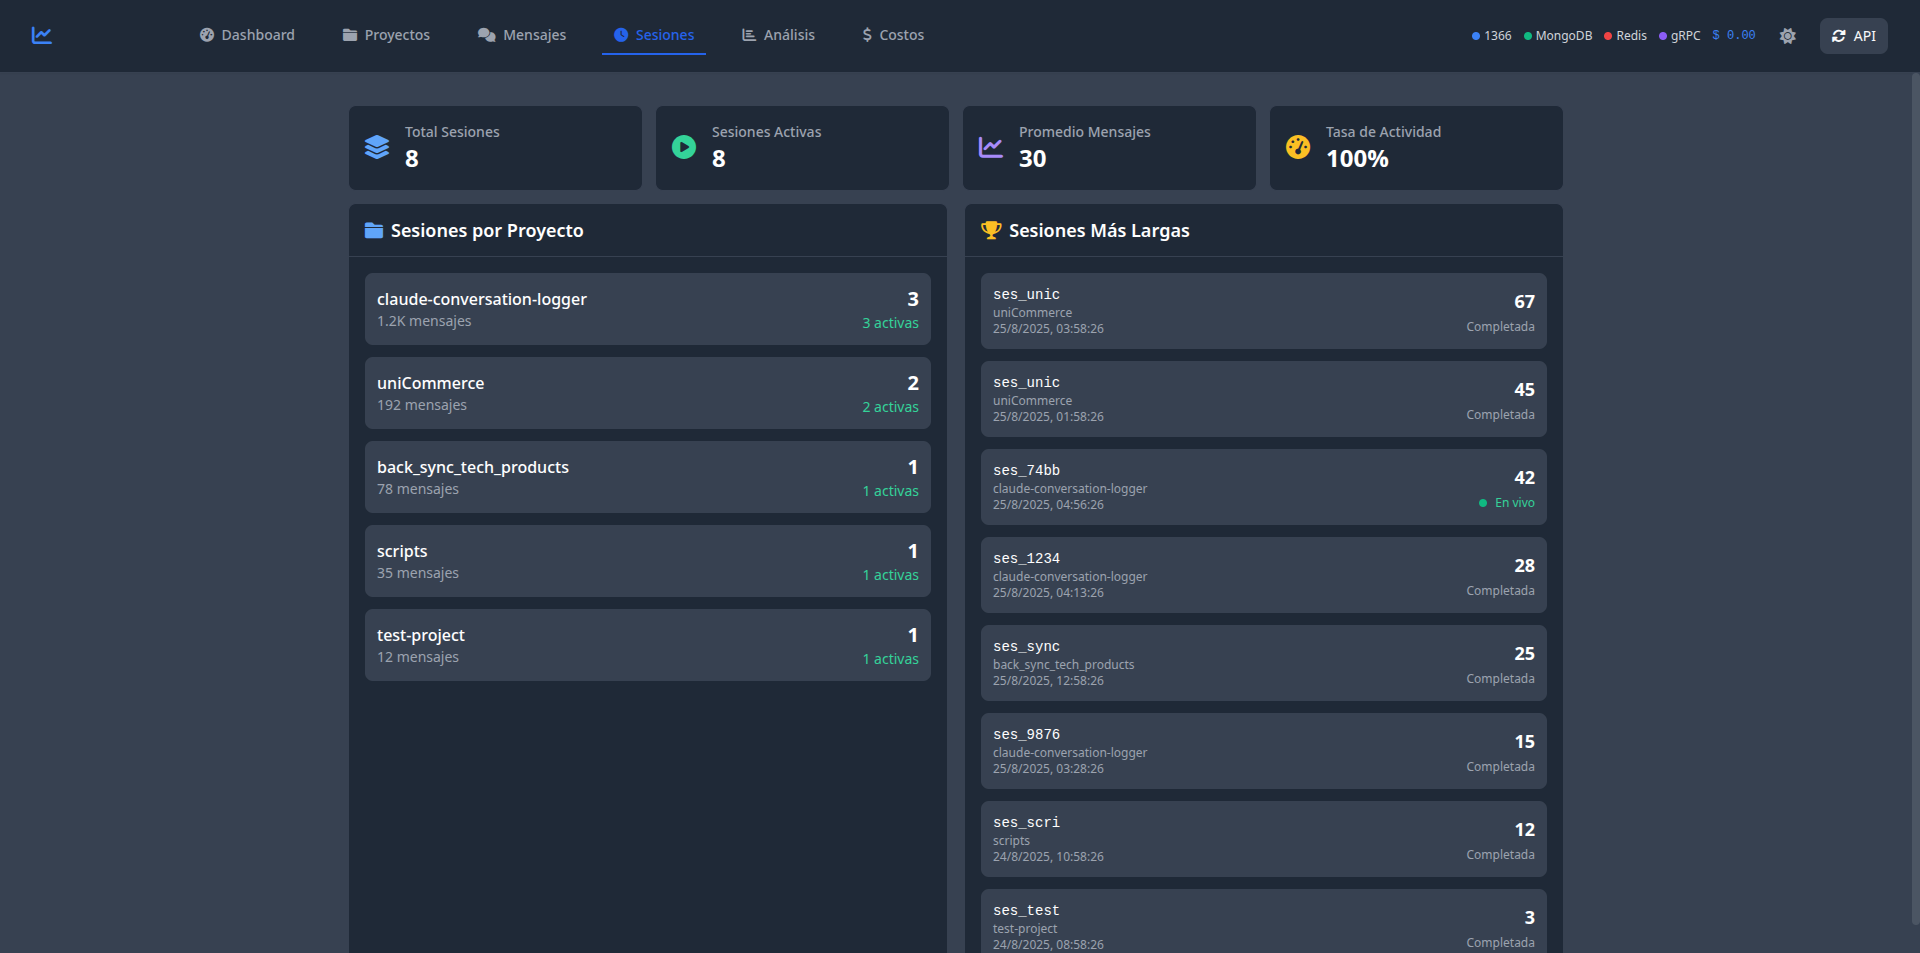 Dashboard
Proyectos
Mensajes
Sesiones
Análisis
Costos
1366
MongoDB
Redis
gRPC
$ 0.00
API
Total Sesiones
8
Sesiones Activas
8
Promedio Mensajes
30
Tasa de Actividad
100%
Sesiones por Proyecto
claude-conversation-logger
3
1.2K mensajes
3 activas
uniCommerce
2
192 mensajes
2 activas
back_sync_tech_products
1
78 mensajes
1 activas
scripts
1
35 mensajes
1 activas
test-project
1
12 mensajes
1 activas
Sesiones Más Largas
ses_unic
67
uniCommerce
25/8/2025, 03:58:26
Completada
ses_unic
45
uniCommerce
25/8/2025, 01:58:26
Completada
ses_74bb
42
claude-conversation-logger
25/8/2025, 04:56:26
En vivo
ses_1234
28
claude-conversation-logger
25/8/2025, 04:13:26
Completada
ses_sync
25
back_sync_tech_products
25/8/2025, 12:58:26
Completada
ses_9876
15
claude-conversation-logger
25/8/2025, 03:28:26
Completada
ses_scri
12
scripts
24/8/2025, 10:58:26
Completada
ses_test
3
test-project
24/8/2025, 08:58:26
Completada